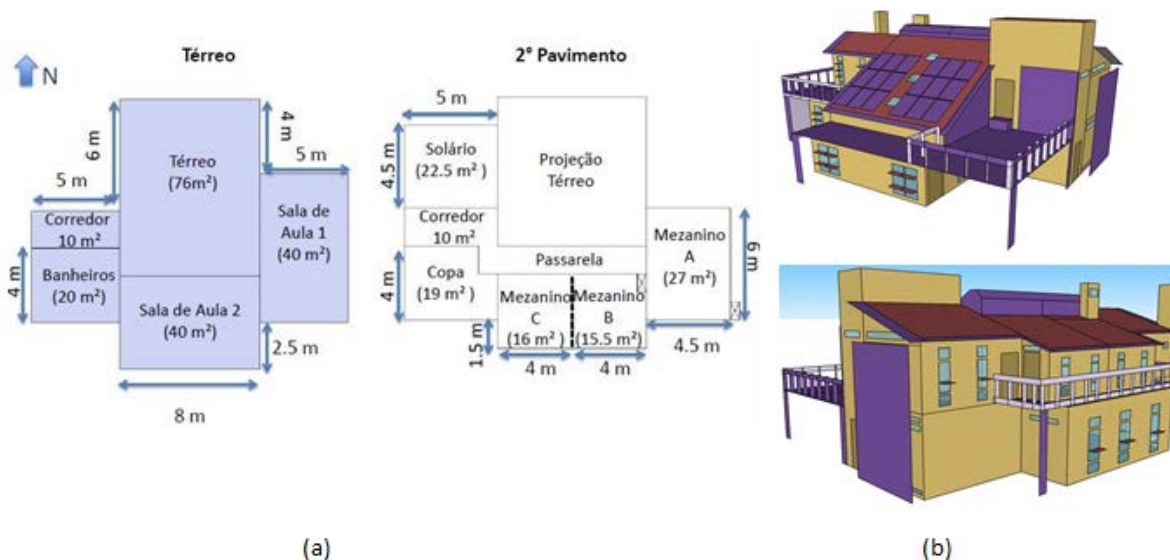 Térreo
N
6 m
4 m
5 m
5 m
Térreo
(76m²)
Corredor
10 m²
Sala de
Aula 1
(40 m²)
4 m
Banheiros
(20 m²)
Sala de Aula 2
(40 m²)
2.5 m
8 m
2° Pavimento
5 m
4.5 m
Solário
(22.5 m² )
Projeção
Térreo
Corredor
10 m²
Passarela
Mezanino
A
(27 m²)
6 m
4 m
Copa
(19 m²)
Mezanino
C
(16 m² )
Mezanino
B
(15.5 m²)
1.5 m
4 m
4 m
4.5 m
(a)
(b)